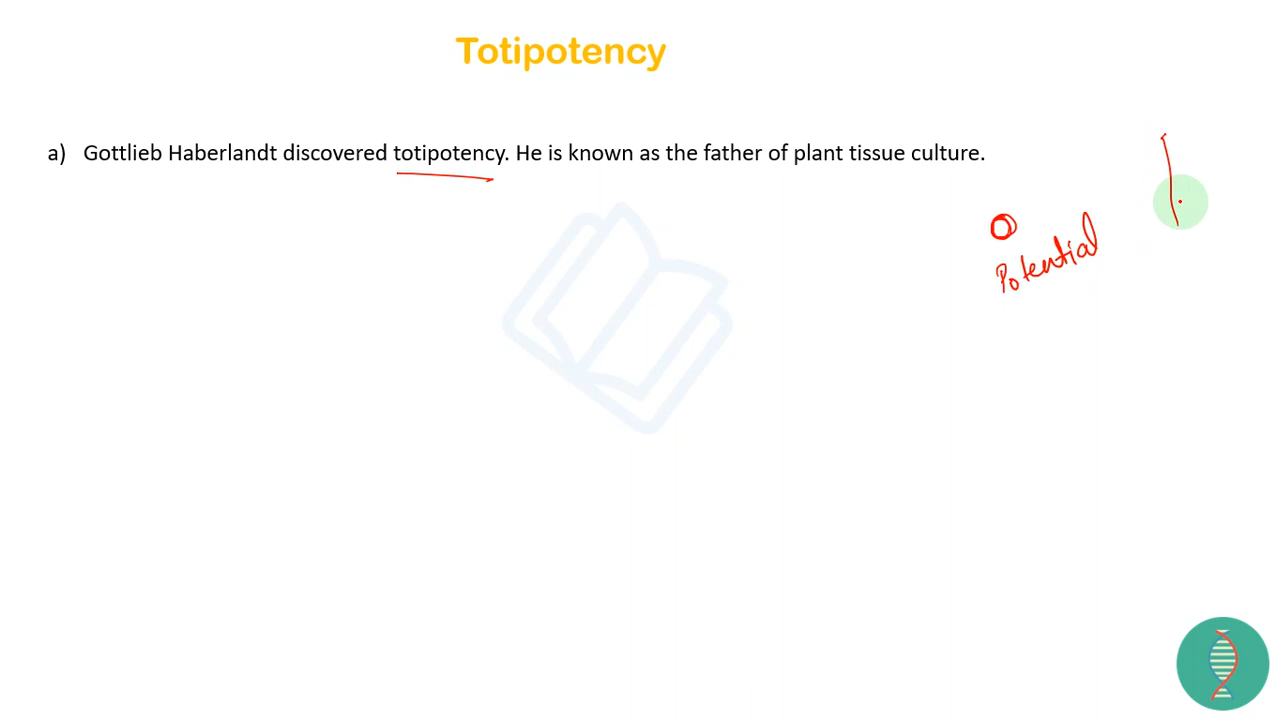 Totipotency
a) Gottlieb Haberlandt discovered totipotency. He is known as the father of plant tissue culture.
Potential